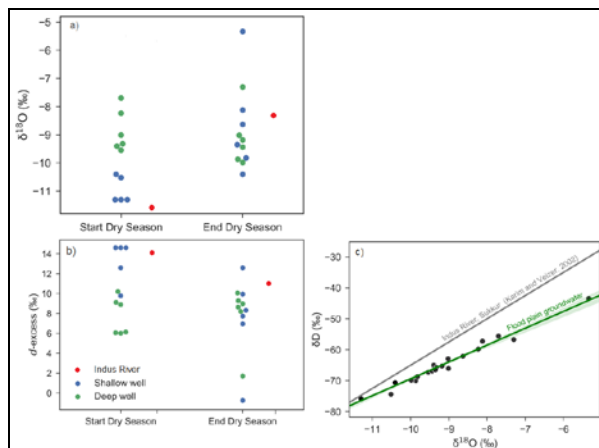 a)
−5
−6
−7
−8
−9
−10
−11
δ18O (‰)
Start Dry Season
End Dry Season
b)
14
12
10
8
6
4
2
0
d-excess (‰)
Indus River
Shallow well
Deep well
Start Dry Season
End Dry Season
c)
−30
−40
−50
−60
−70
−80
δD (‰)
Indus River, Sukkur (Karim and Veizer, 2002)
Flood plain groundwater
−11 −10 −9 −8 −7 −6
δ18O (‰)